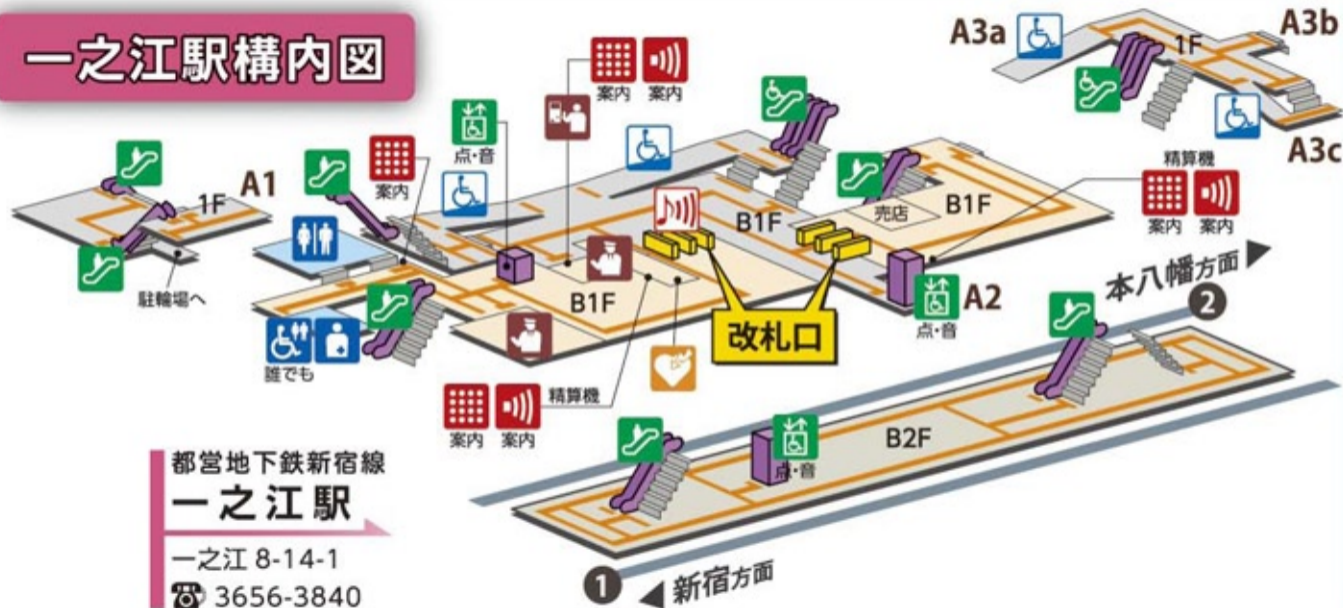 一之江駅構内図
A3a
1F
A3b
A3c
案内 案内
点・音
案内
1F
A1
駐輪場へ
誰でも
B1F
B1F
売店
B1F
精算機
案内 案内
A2
点・音
改札口
精算機
案内 案内
本八幡方面
2
B2F
点・音
1
新宿方面
都営地下鉄新宿線
一之江駅
一之江 8-14-1
☎ 3656-3840